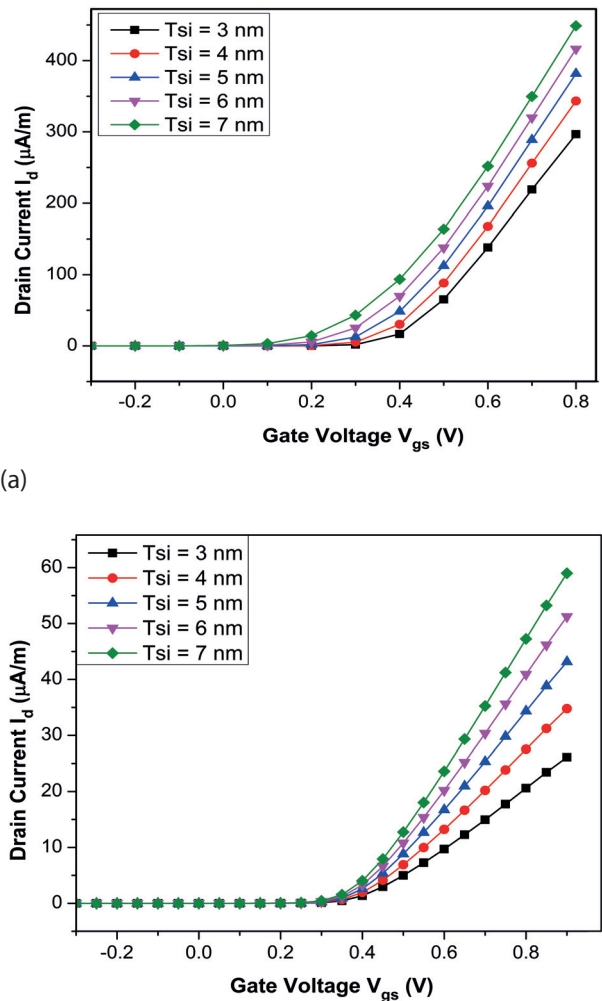 Tsi = 3 nm
Tsi = 4 nm
Tsi = 5 nm
Tsi = 6 nm
Tsi = 7 nm
400
300
200
100
0
Drain Current I_d (μA/m)
-0.2 0.0 0.2 0.4 0.6 0.8
Gate Voltage V_gs (V)
(a)
Tsi = 3 nm
Tsi = 4 nm
Tsi = 5 nm
Tsi = 6 nm
Tsi = 7 nm
60
50
40
30
20
10
0
Drain Current I_d (μA/m)
-0.2 0.0 0.2 0.4 0.6 0.8
Gate Voltage V_gs (V)